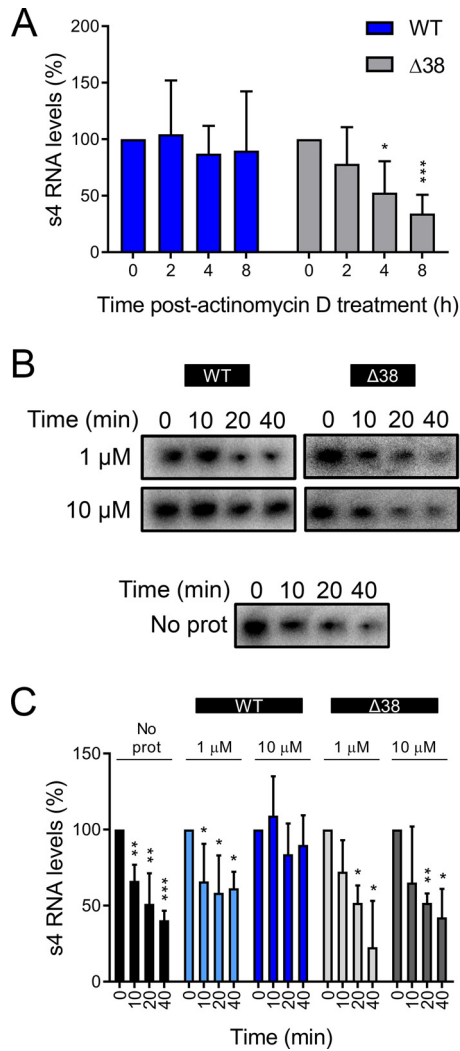 A
200
WT
Δ38
150
100
50
0
s4 RNA levels (%)
*
***
0 2 4 8 0 2 4 8
Time post-actinomycin D treatment (h)
B
WT Δ38
Time (min) 0 10 20 40 0 10 20 40
1 µM
10 µM
Time (min) 0 10 20 40
No prot
C
WT Δ38
No prot
1 µM 10 µM 1 µM 10 µM
150
100
50
0
s4 RNA levels (%)
** ** *** * * * * * ** *
0 10 20 40 0 10 20 40 0 10 20 40 0 10 20 40 0 10 20 40
Time (min)